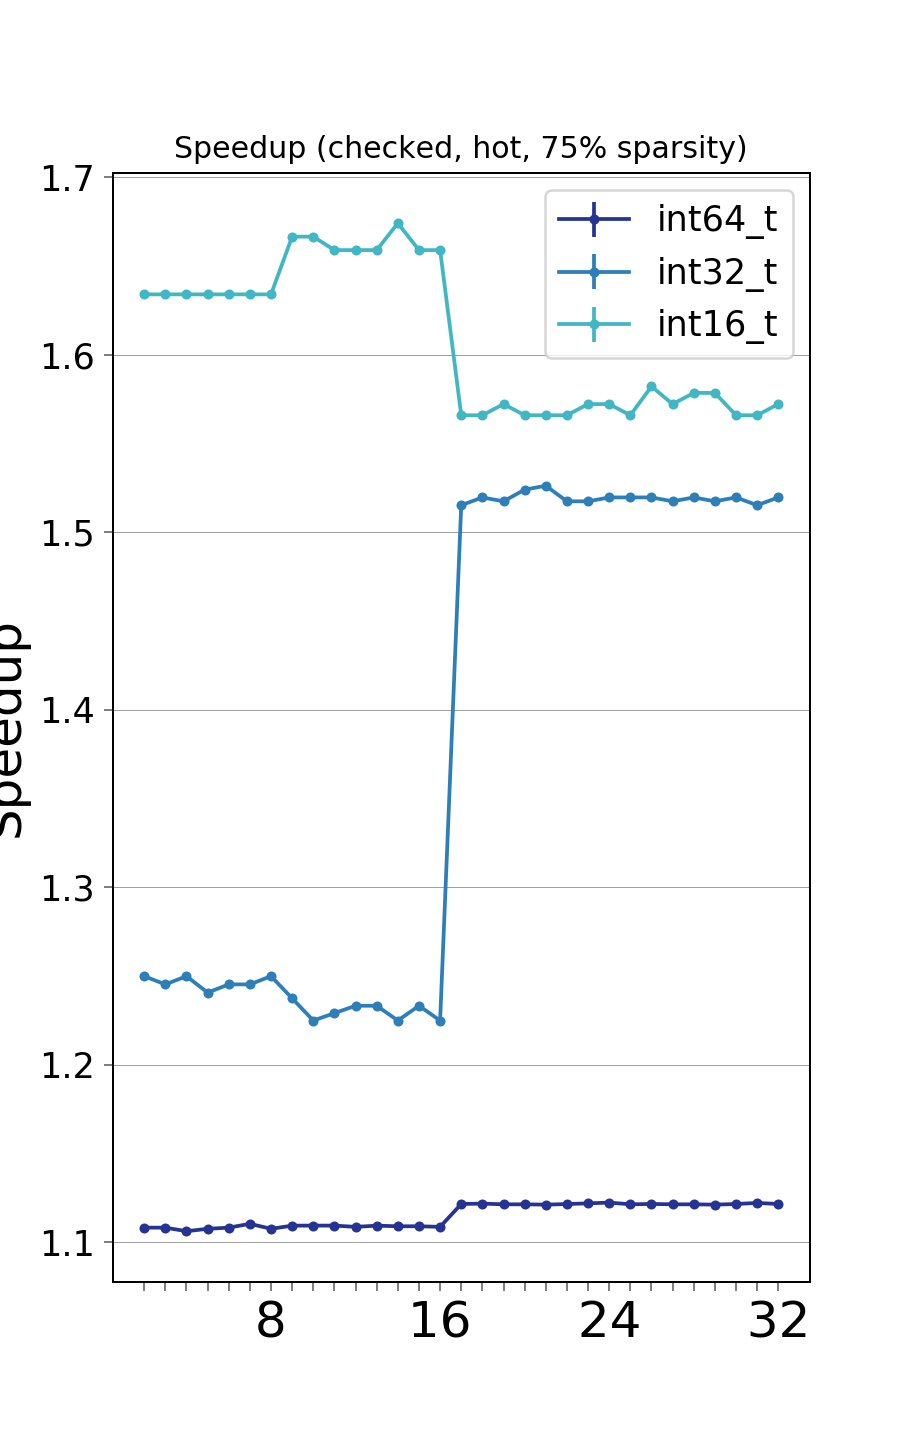 Speedup (checked, hot, 75% sparsity)
1.7
1.6
1.5
1.4
1.3
1.2
1.1
Speedup
int64_t
int32_t
int16_t
8 16 24 32